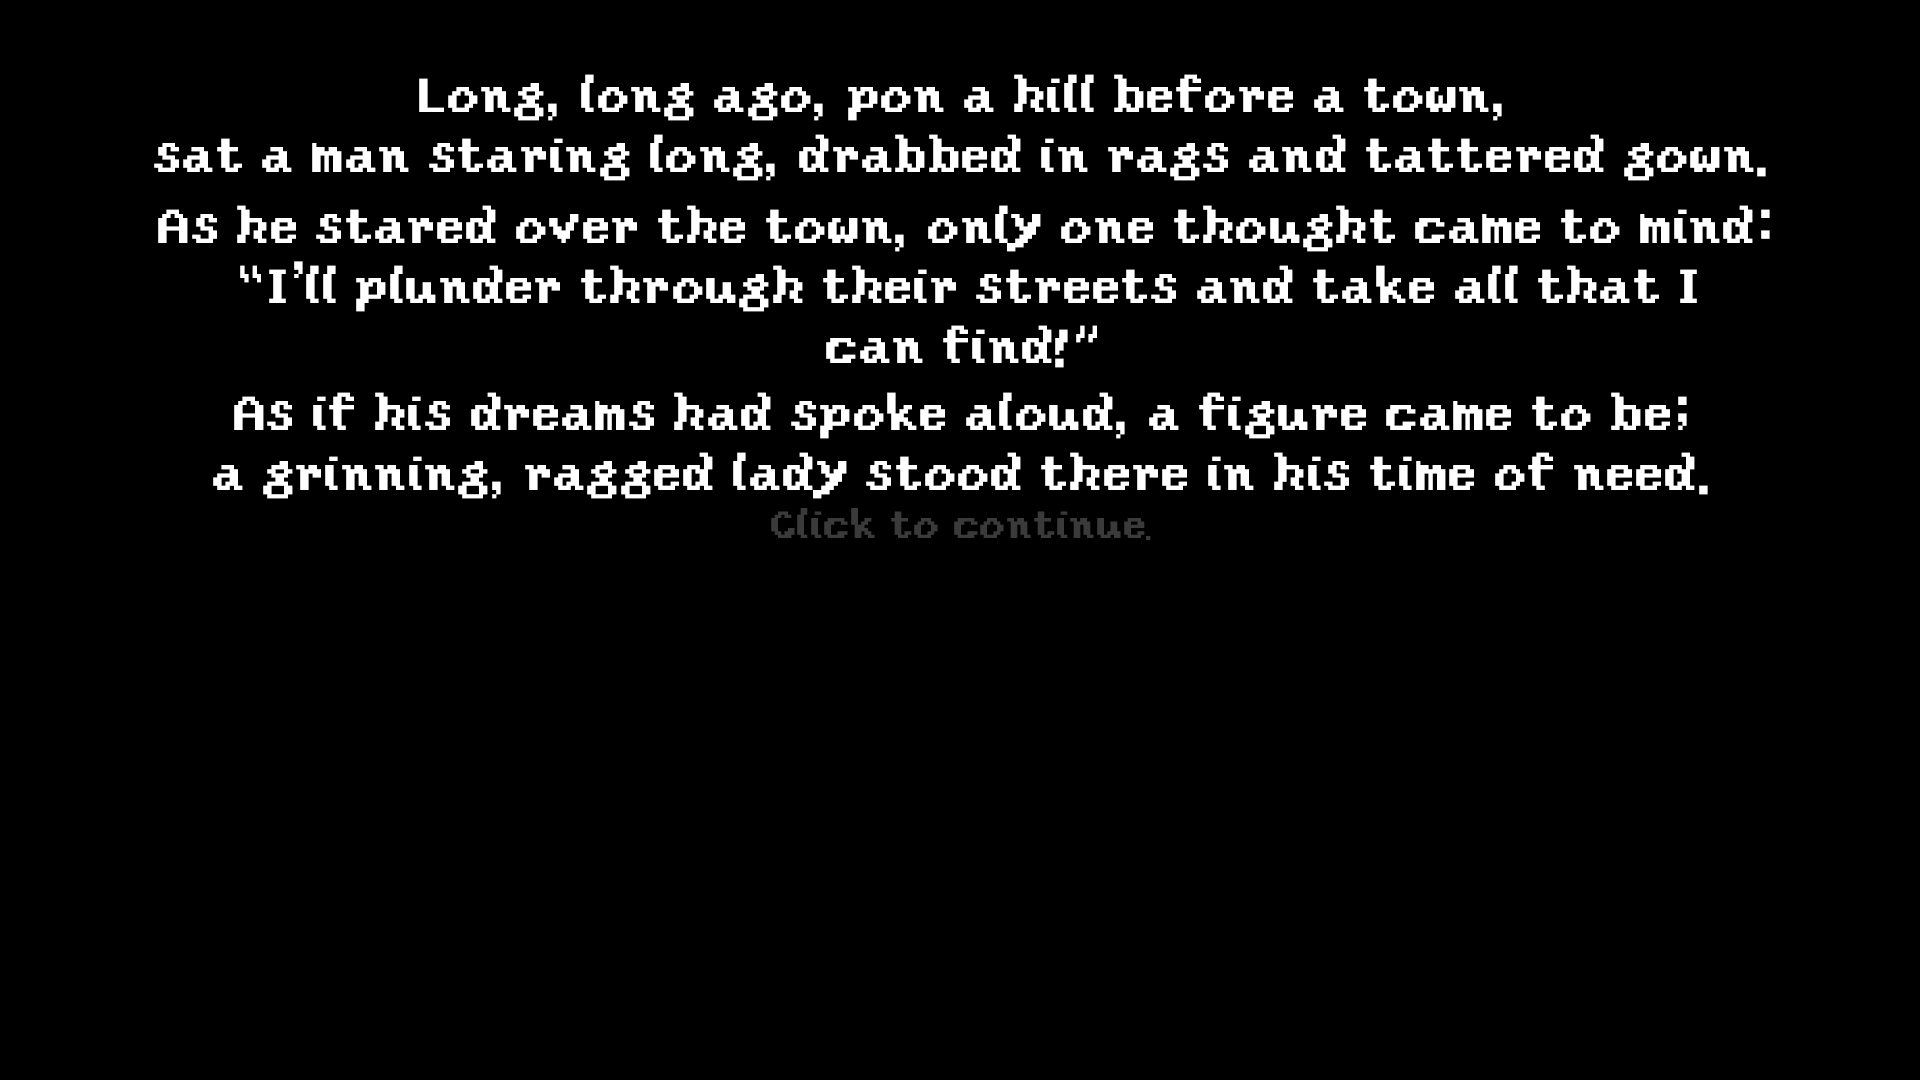 Long, long ago, pon a hill before a town,
sat a man staring long, drabbed in rags and tattered gown.
As he stared over the town, only one thought came to mind:
“I’ll plunder through their streets and take all that I
can find!”
As if his dreams had spoke aloud, a figure came to be;
a grinning, ragged lady stood there in his time of need.
Click to continue.